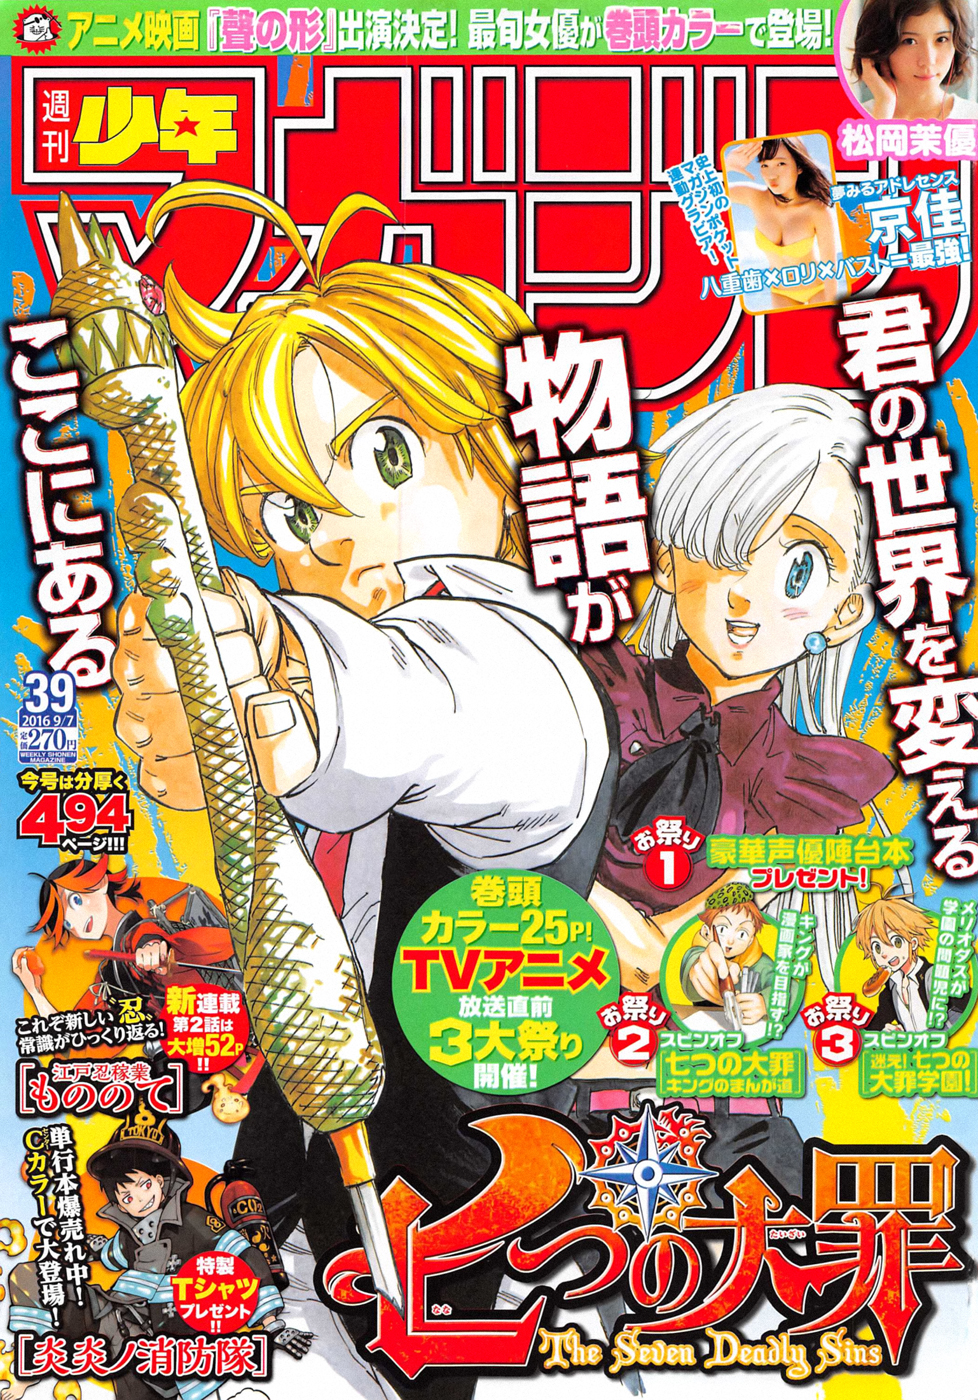 アニメ映画『聲の形』出演決定! 最旬女優が巻頭カラーで登場!
松岡茉優
週刊
少年
マガジン
史上初のポケット
マガジン
連動グラビアー
夢みるアドレセンス
京佳
八重歯×ロリ×バスト=最強!
君の世界を変える
物語が
ここにある
39
2016 9/7
定価270円
WEEKLY SHONEN
MAGAZINE
今号は分厚く
494
ページ!!!
お祭り
1
豪華声優陣台本
プレゼント!
巻頭
カラー25P!
TVアニメ
放送直前
3大祭り
開催!
キングが
漫画家を目指す!?
お祭り
2
スピンオフ
[七つの大罪
キングのまんが道]
メリオダスが
学園の問題児に!?
お祭り
3
スピンオフ
[迷え!七つの
大罪学園!]
これぞ新しい〝忍〟
常識がひっくり返る!
新連載
第2話は
大増52P
!!
江戸忍稼業
[もののて]
TOKYO
単行本爆売れ中!
Cカラーで大登場!
センター
CO2
特製
Tシャツ
プレゼント
!!
[炎炎ノ消防隊]
七つの大罪
なな
たいざい
The Seven Deadly Sins